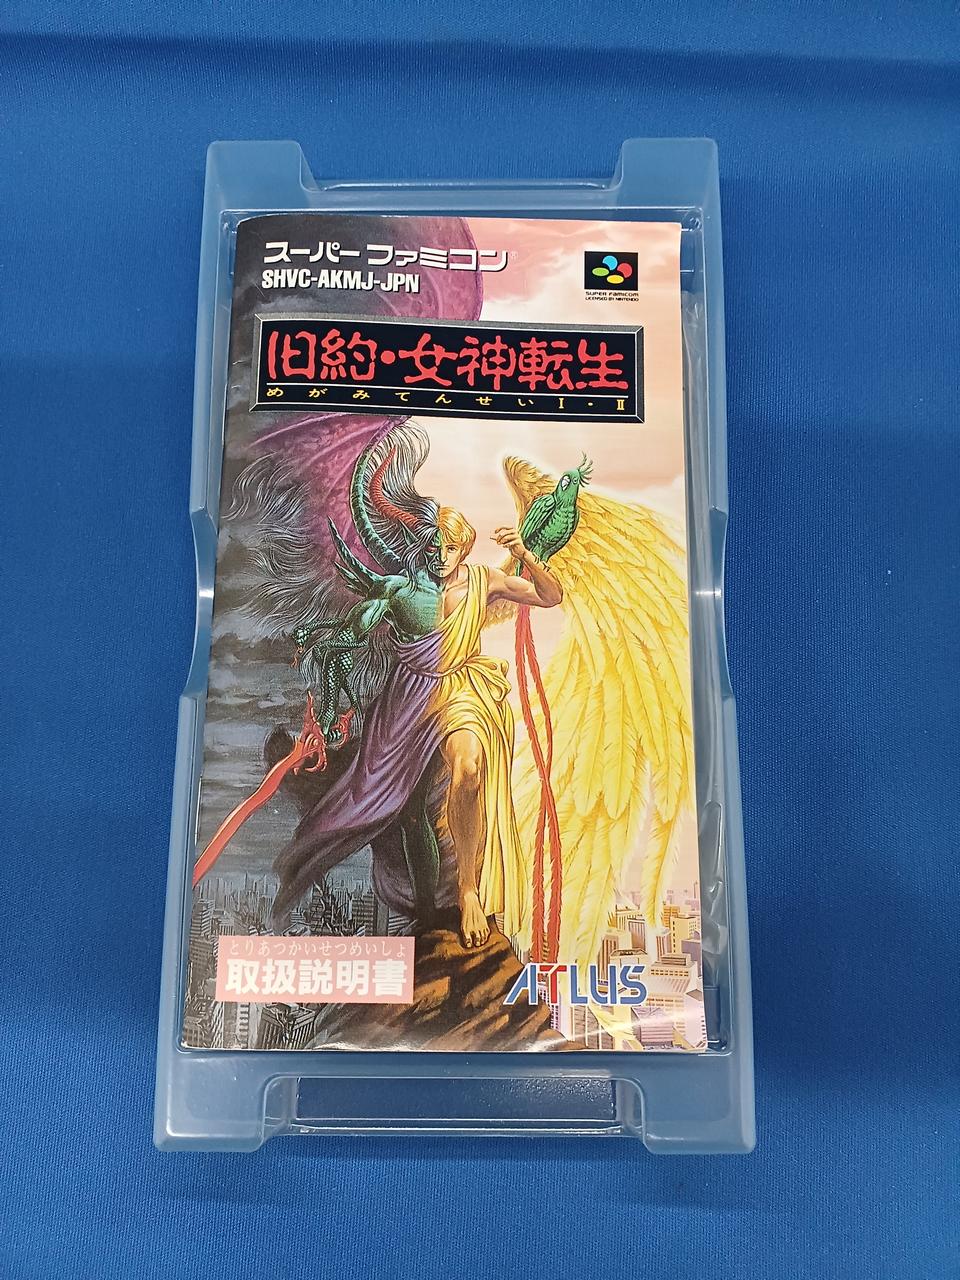 スーパーファミコン®
SHVC-AKMJ-JPN
SUPER FAMICOM
LICENSED BY NINTENDO
旧約・女神転生
めがみてんせいI・II
とりあつかいせつめいしょ
取扱説明書
ATLUS